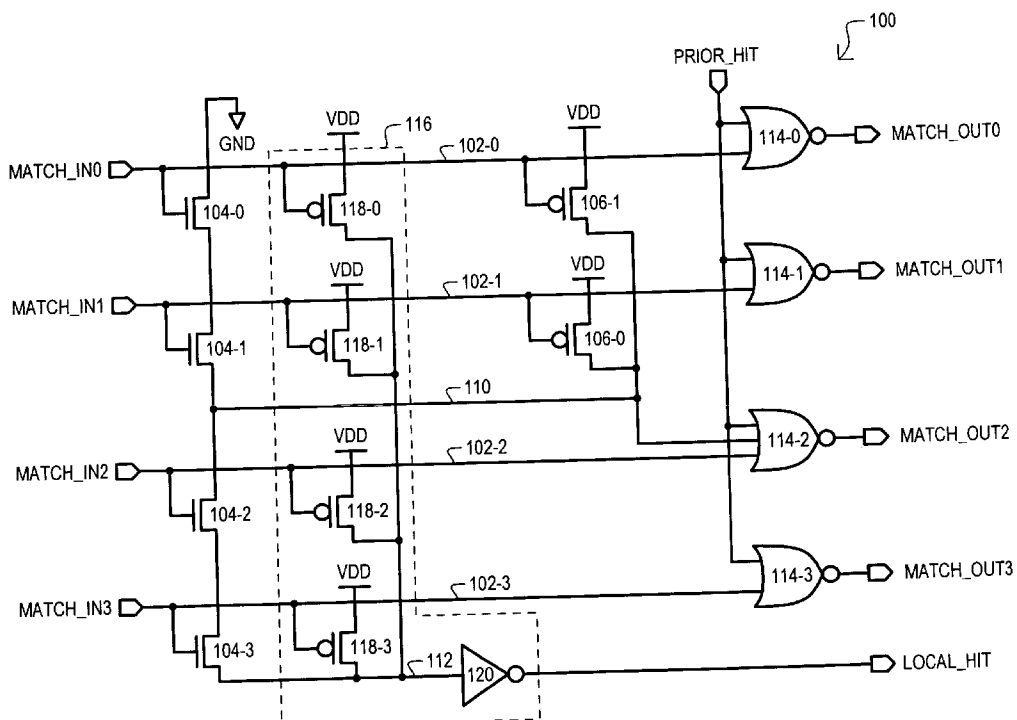 100
PRIOR_HIT
VDD
116
VDD
GND
102-0
114-0
MATCH_OUT0
MATCH_IN0
104-0
118-0
106-1
VDD
VDD
102-1
114-1
MATCH_OUT1
MATCH_IN1
104-1
118-1
106-0
110
VDD
102-2
114-2
MATCH_OUT2
MATCH_IN2
104-2
118-2
VDD
102-3
114-3
MATCH_OUT3
MATCH_IN3
104-3
118-3
112
120
LOCAL_HIT